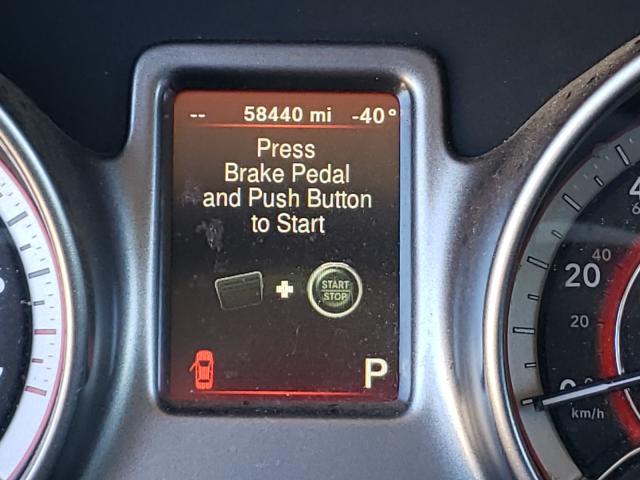 -- 58440 mi -40°
Press
Brake Pedal
and Push Button
to Start
START
STOP
P
40
20
20
km/h